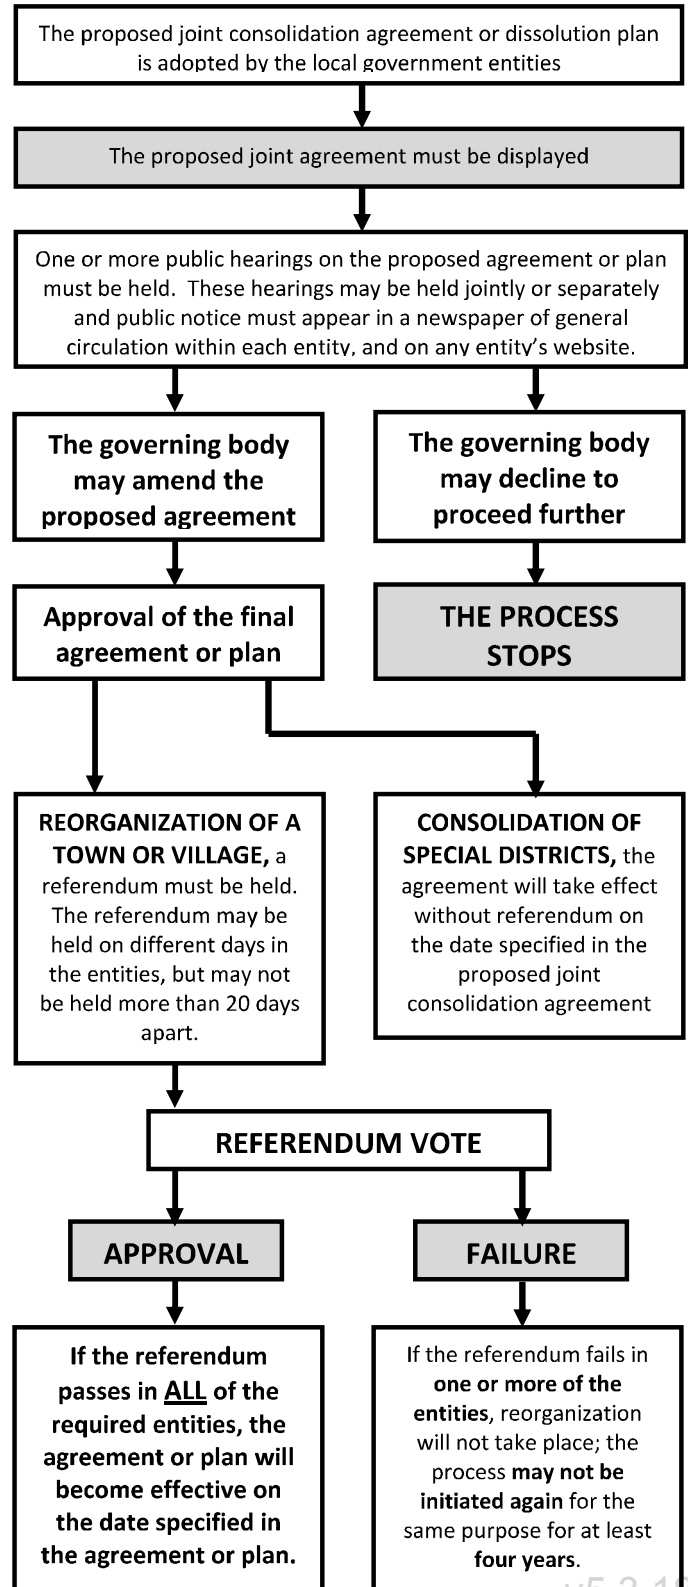 The proposed joint consolidation agreement or dissolution plan
is adopted by the local government entities
The proposed joint agreement must be displayed
One or more public hearings on the proposed agreement or plan
must be held.  These hearings may be held jointly or separately
and public notice must appear in a newspaper of general
circulation within each entity, and on any entity's website.
The governing body
may amend the
proposed agreement
The governing body
may decline to
proceed further
Approval of the final
agreement or plan
THE PROCESS
STOPS
REORGANIZATION OF A
TOWN OR VILLAGE, a
referendum must be held.
The referendum may be
held on different days in
the entities, but may not
be held more than 20 days
apart.
CONSOLIDATION OF
SPECIAL DISTRICTS, the
agreement will take effect
without referendum on
the date specified in the
proposed joint
consolidation agreement
REFERENDUM VOTE
APPROVAL
FAILURE
If the referendum
passes in ALL of the
required entities, the
agreement or plan will
become effective on
the date specified in
the agreement or plan.
If the referendum fails in
one or more of the
entities, reorganization
will not take place; the
process may not be
initiated again for the
same purpose for at least
four years.